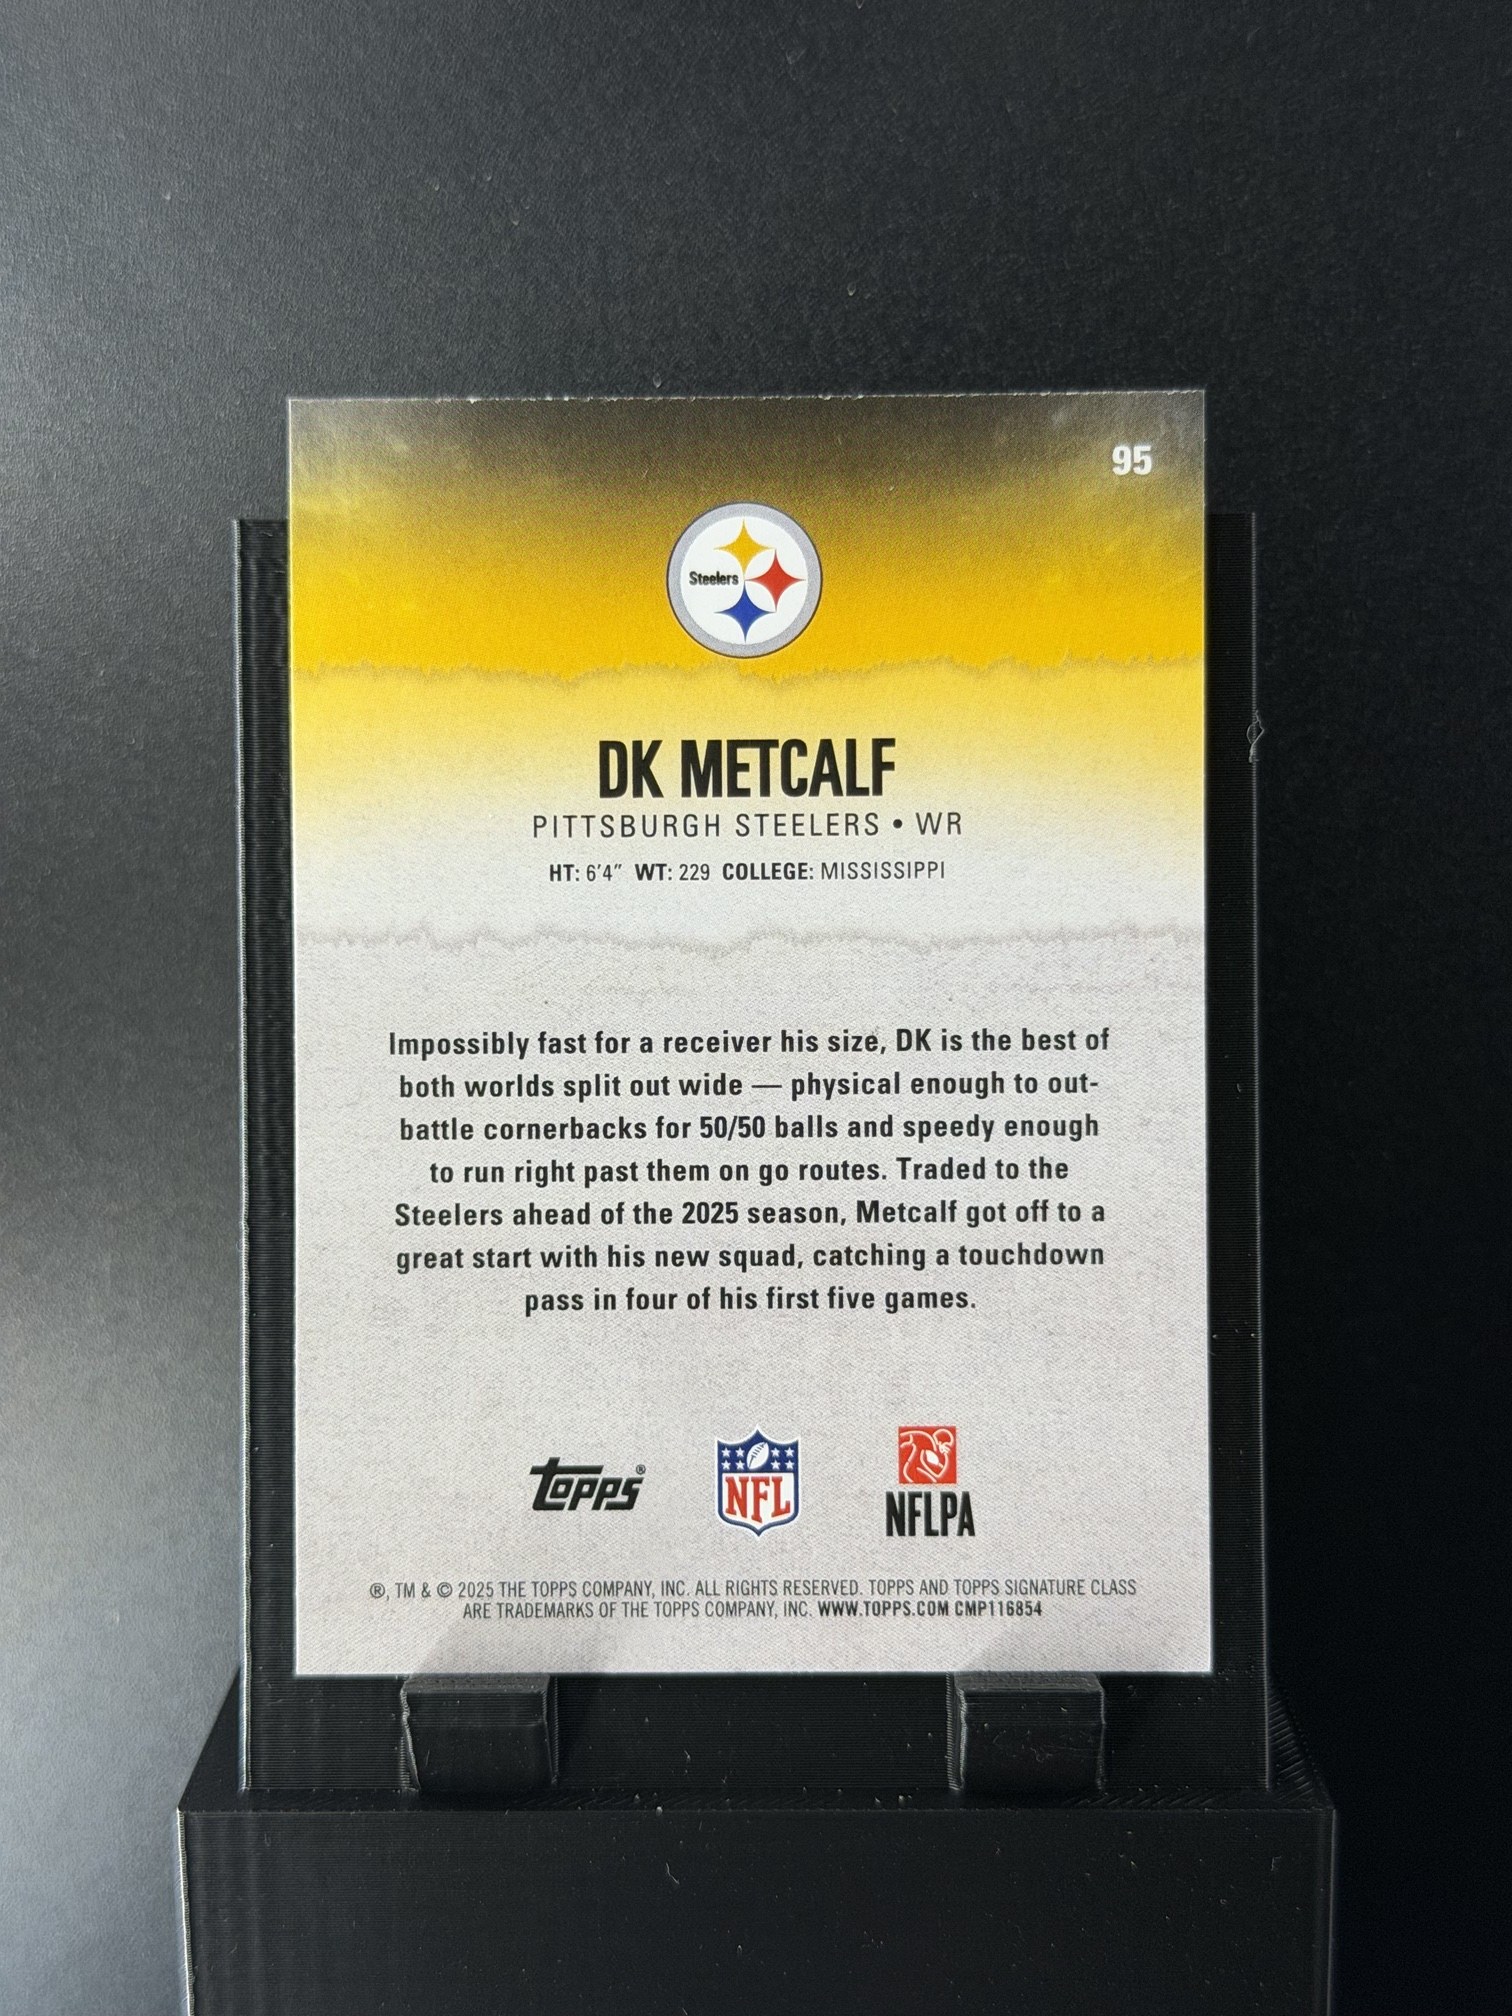 95
Steelers
DK METCALF
PITTSBURGH STEELERS • WR
HT: 6'4" WT: 229 COLLEGE: MISSISSIPPI
Impossibly fast for a receiver his size, DK is the best of
both worlds split out wide — physical enough to out-
battle cornerbacks for 50/50 balls and speedy enough
to run right past them on go routes. Traded to the
Steelers ahead of the 2025 season, Metcalf got off to a
great start with his new squad, catching a touchdown
pass in four of his first five games.
topps® NFL NFLPA
®, TM & © 2025 THE TOPPS COMPANY, INC. ALL RIGHTS RESERVED. TOPPS AND TOPPS SIGNATURE CLASS
ARE TRADEMARKS OF THE TOPPS COMPANY, INC. WWW.TOPPS.COM CMP116854